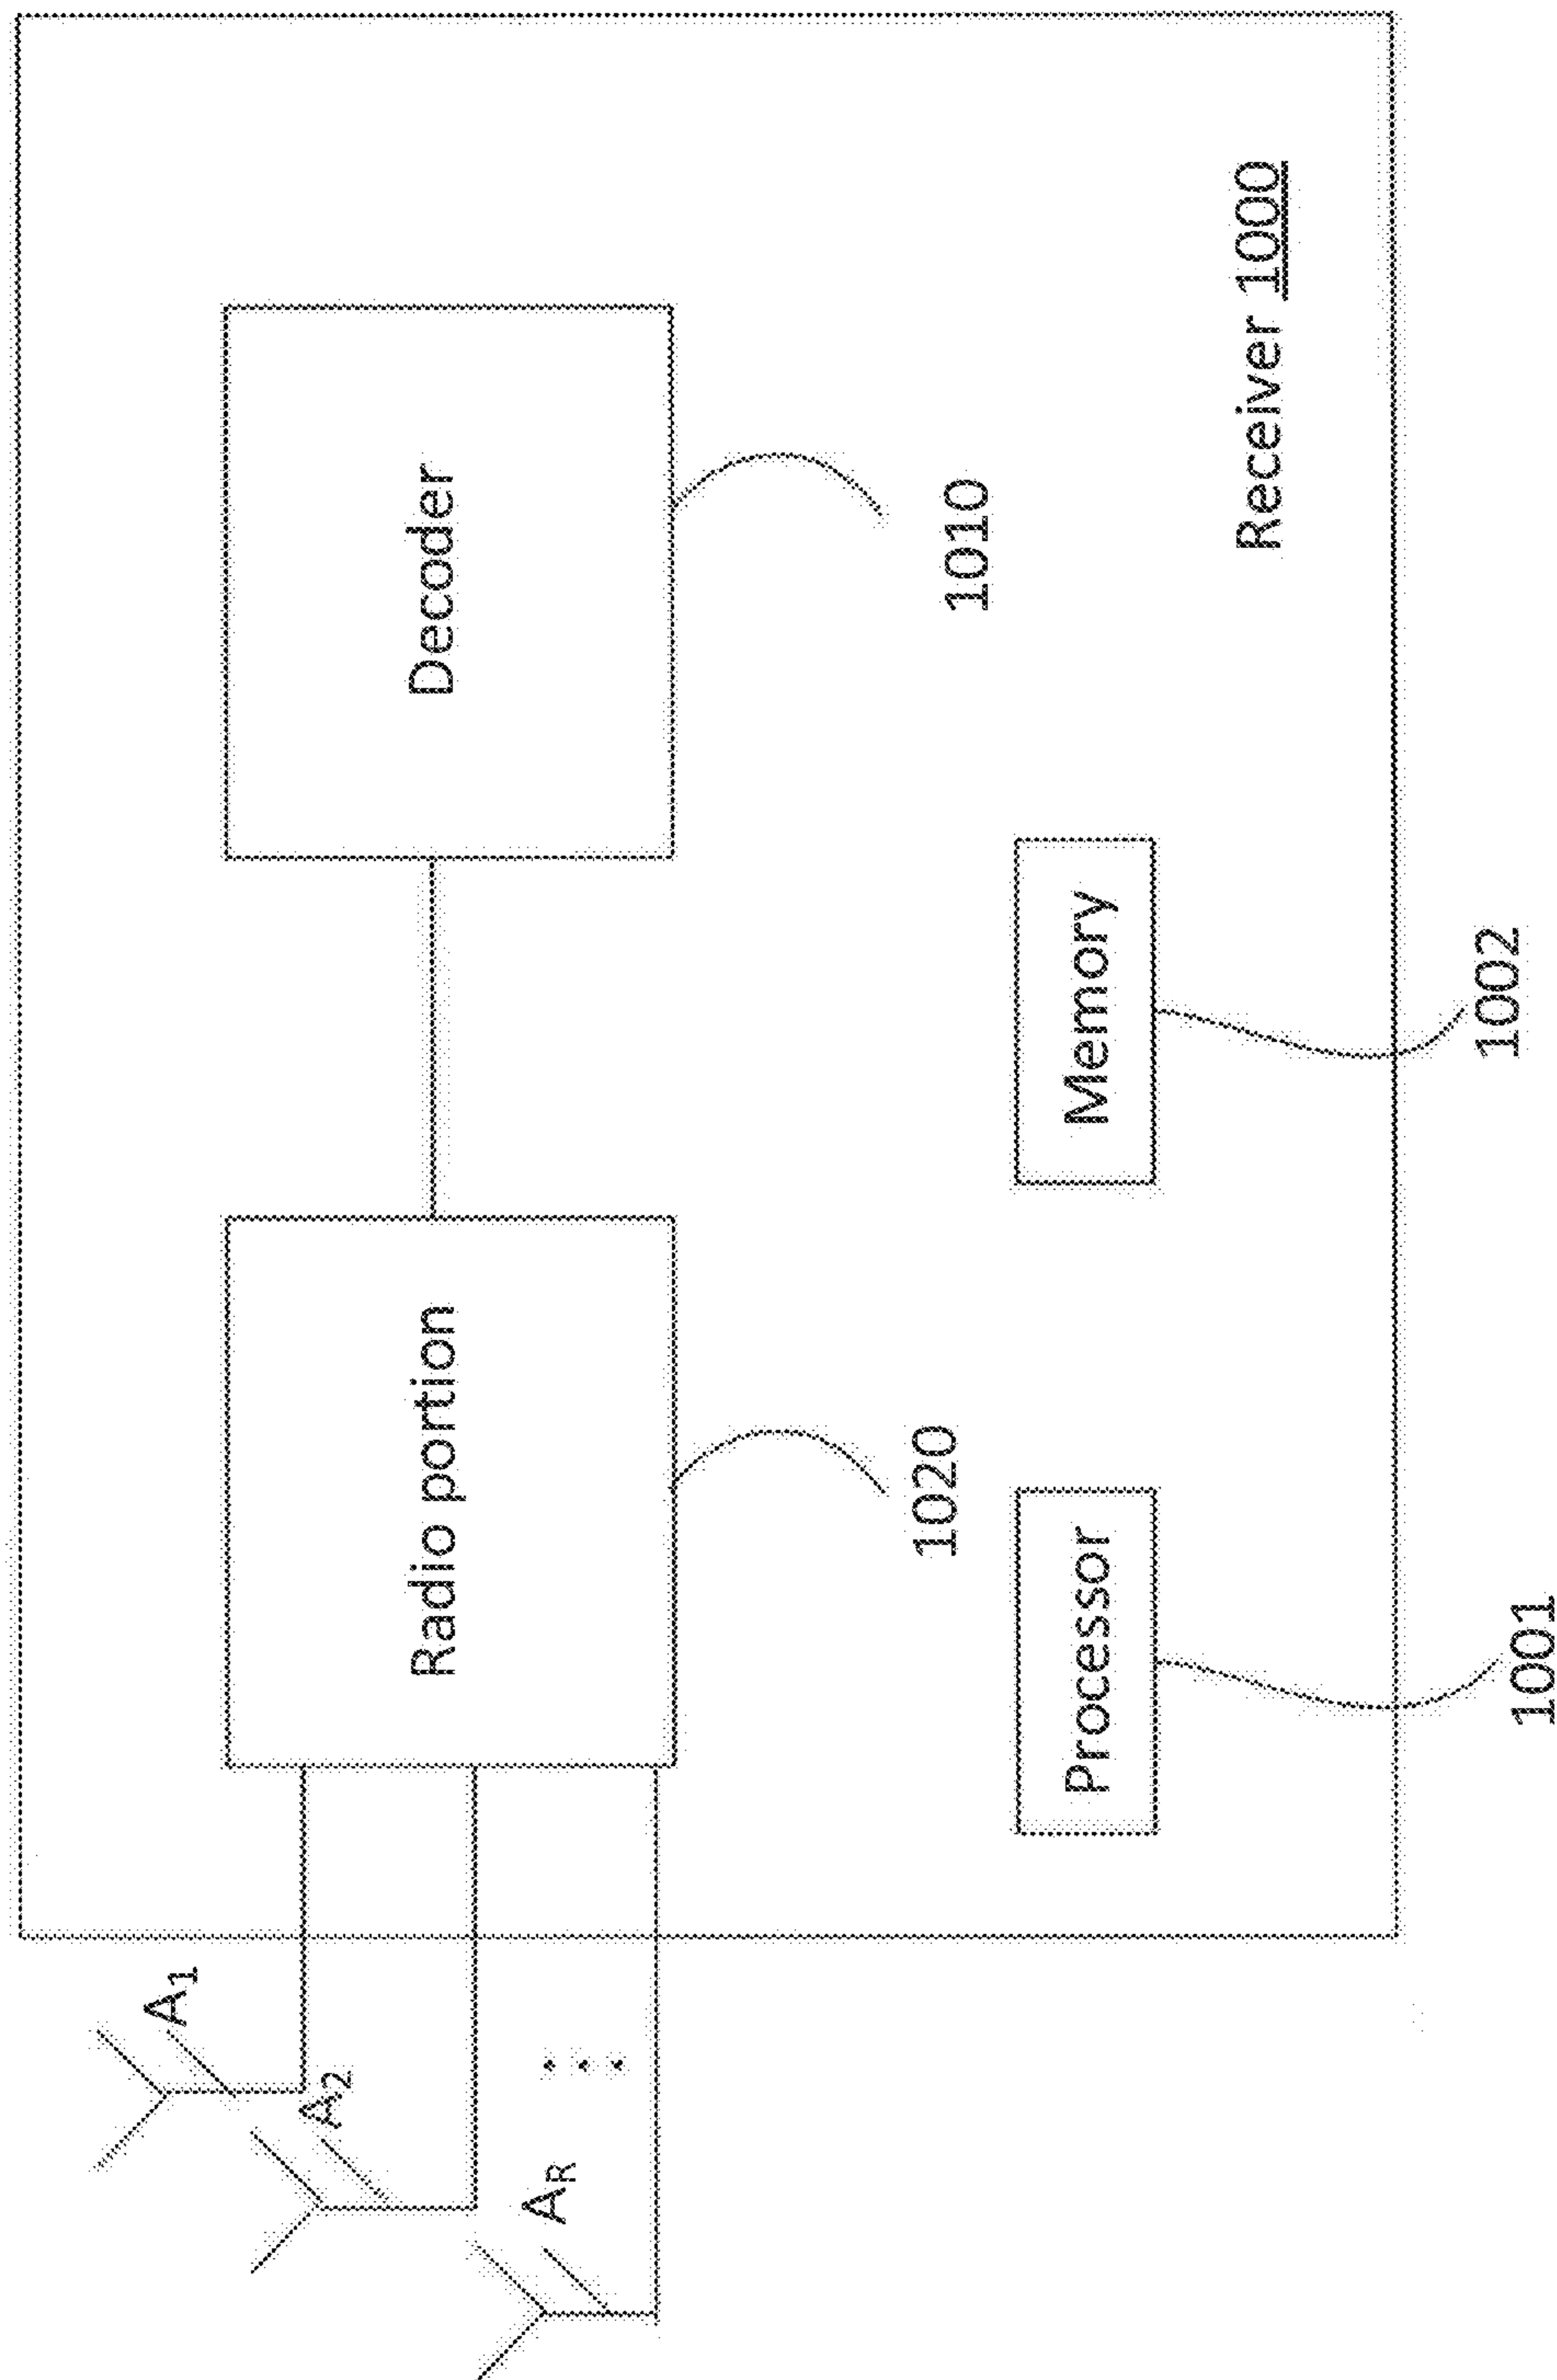 A1
A2
AR
Radio portion
Decoder
1020
1010
Processor
Memory
Receiver 1000
1001
1002